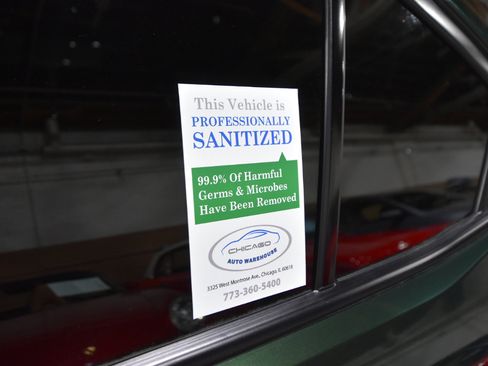 This Vehicle is
PROFESSIONALLY
SANITIZED
99.9% Of Harmful
Germs & Microbes
Have Been Removed
CHICAGO
AUTO WAREHOUSE
3325 West Montrose Ave., Chicago, IL 60618
773-360-5400